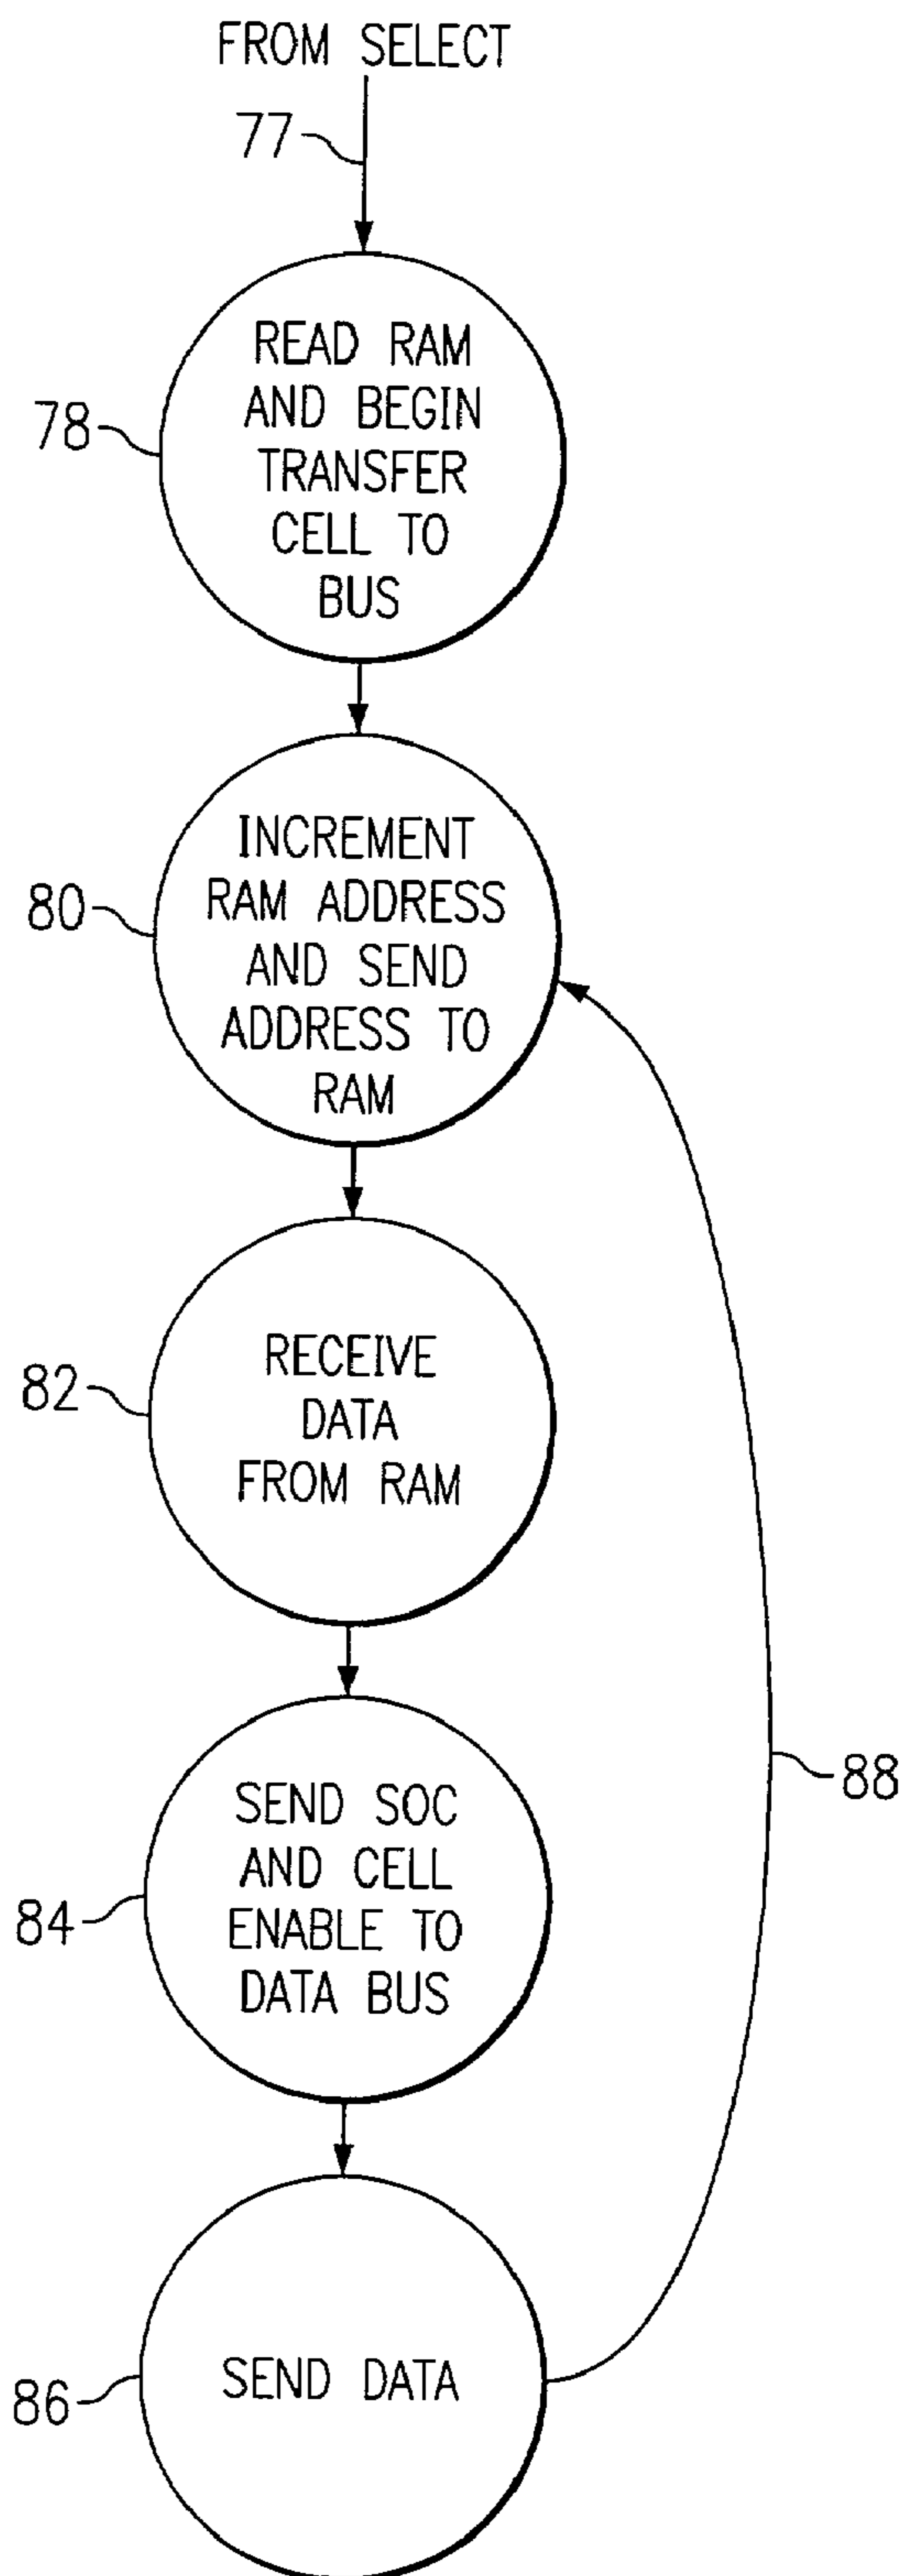 FROM SELECT
77
READ RAM
AND BEGIN
TRANSFER
CELL TO
BUS
78
INCREMENT
RAM ADDRESS
AND SEND
ADDRESS TO
RAM
80
RECEIVE
DATA
FROM RAM
82
SEND SOC
AND CELL
ENABLE TO
DATA BUS
84
88
SEND DATA
86